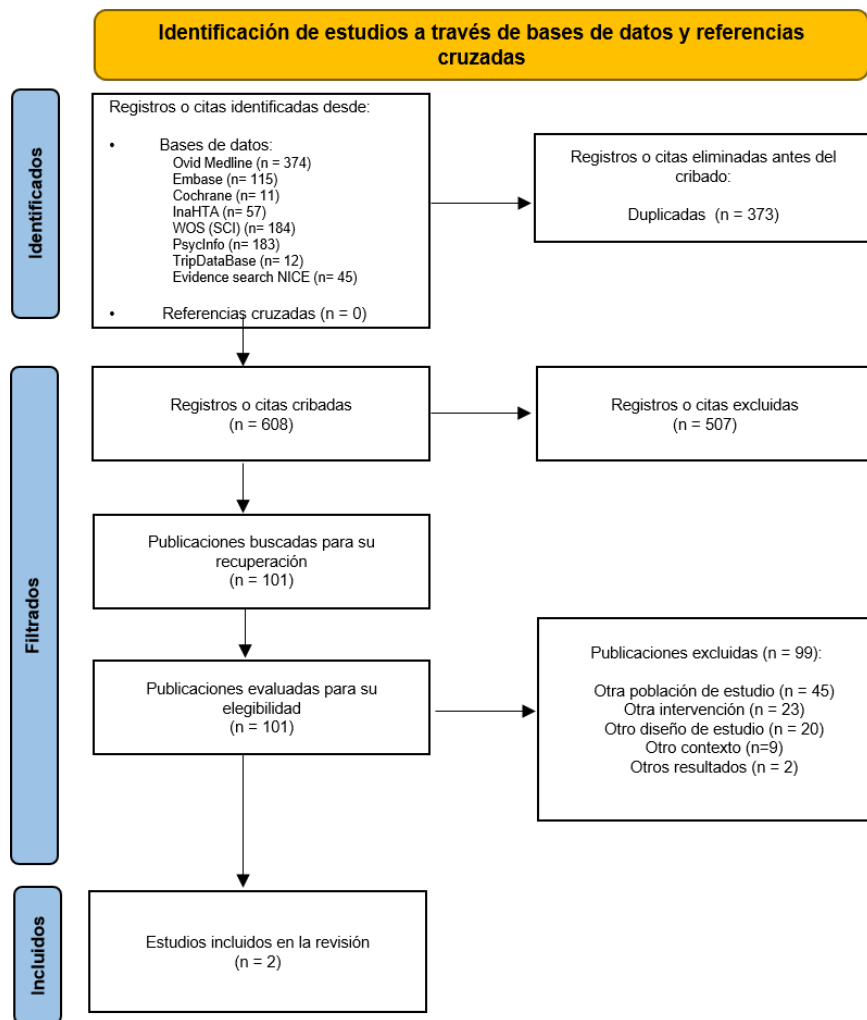 Identificación de estudios a través de bases de datos y referencias
cruzadas
Identificados
Registros o citas identificadas desde:
• Bases de datos:
Ovid Medline (n = 374)
Embase (n= 115)
Cochrane (n= 11)
InaHTA (n= 57)
WOS (SCI) (n= 184)
PsycInfo (n= 183)
TripDataBase (n= 12)
Evidence search NICE (n= 45)
• Referencias cruzadas (n = 0)
Registros o citas eliminadas antes del
cribado:
Duplicadas (n = 373)
Filtrados
Registros o citas cribadas
(n = 608)
Registros o citas excluidas
(n = 507)
Publicaciones buscadas para su
recuperación
(n = 101)
Publicaciones evaluadas para su
elegibilidad
(n = 101)
Publicaciones excluidas (n = 99):
Otra población de estudio (n = 45)
Otra intervención (n = 23)
Otro diseño de estudio (n = 20)
Otro contexto (n=9)
Otros resultados (n = 2)
Incluidos
Estudios incluidos en la revisión
(n = 2)